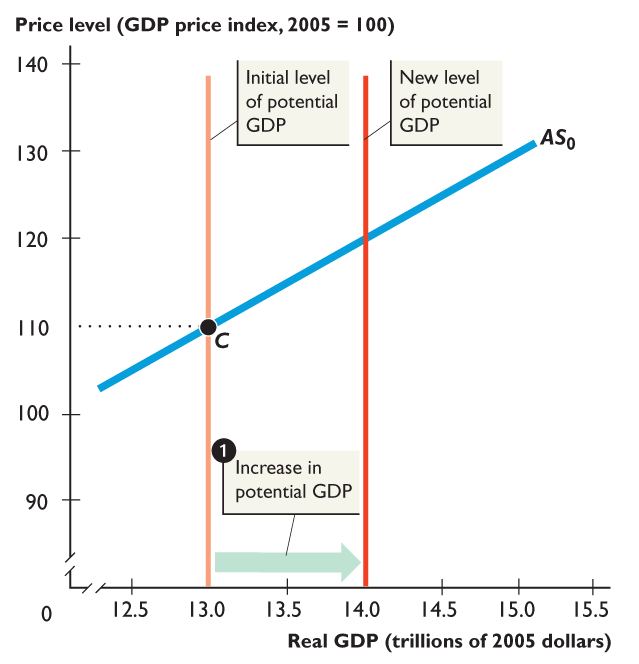 Price level (GDP price index, 2005 = 100)
140
130
120
110
100
90
0
Initial level
of potential
GDP
New level
of potential
GDP
AS0
C
1
Increase in
potential GDP
12.5 13.0 13.5 14.0 14.5 15.0 15.5
Real GDP (trillions of 2005 dollars)